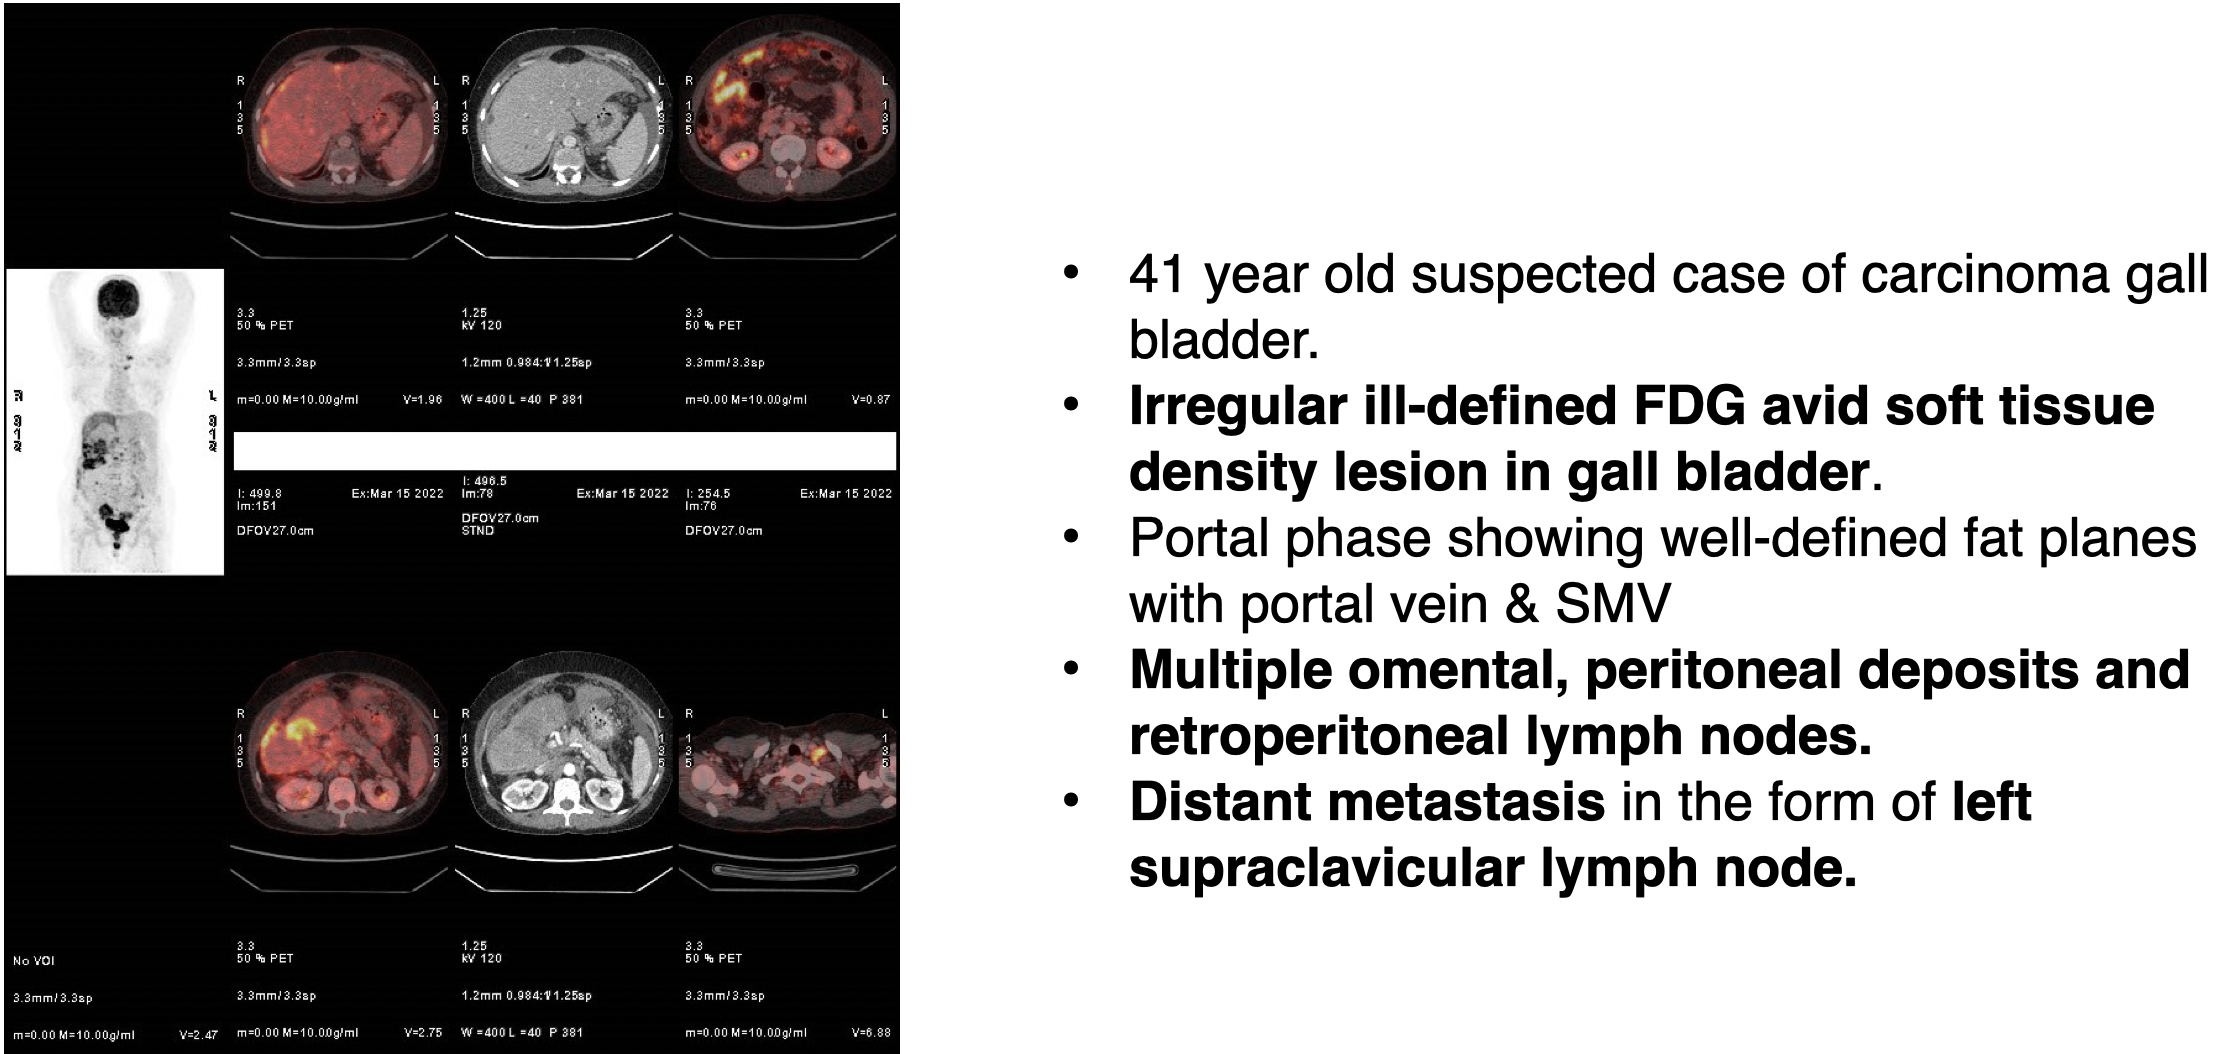 R
L
1
3
5
1
3
5
R
L
1
3
5
1
3
5
R
L
1
3
5
1
3
5
3.3
50 % PET
3.3mm/3.3sp
m=0.00 M=10.00g/ml V=1.96
1.25
kV 120
1.2mm 0.984:1/1.25sp
W =400 L =40 P 381
3.3
50 % PET
3.3mm/3.3sp
m=0.00 M=10.00g/ml V=0.87
I: 499.8 Ex:Mar 15 2022
Im:151
DFOV27.0cm
I: 496.5
Im:78 Ex:Mar 15 2022
DFOV27.0cm
STND
I: 254.5 Ex:Mar 15 2022
Im:76
DFOV27.0cm
R
L
1
3
5
1
3
5
R
L
1
3
5
1
3
5
R
L
1
3
5
1
3
5
No VOI
3.3mm/3.3sp
m=0.00 M=10.00g/ml V=2.47
3.3
50 % PET
3.3mm/3.3sp
m=0.00 M=10.00g/ml V=2.75
1.25
kV 120
1.2mm 0.984:1/1.25sp
W =400 L =40 P 381
3.3
50 % PET
3.3mm/3.3sp
m=0.00 M=10.00g/ml V=6.88
• 41 year old suspected case of carcinoma gall
bladder.
• Irregular ill-defined FDG avid soft tissue
density lesion in gall bladder.
• Portal phase showing well-defined fat planes
with portal vein & SMV
• Multiple omental, peritoneal deposits and
retroperitoneal lymph nodes.
• Distant metastasis in the form of left
supraclavicular lymph node.